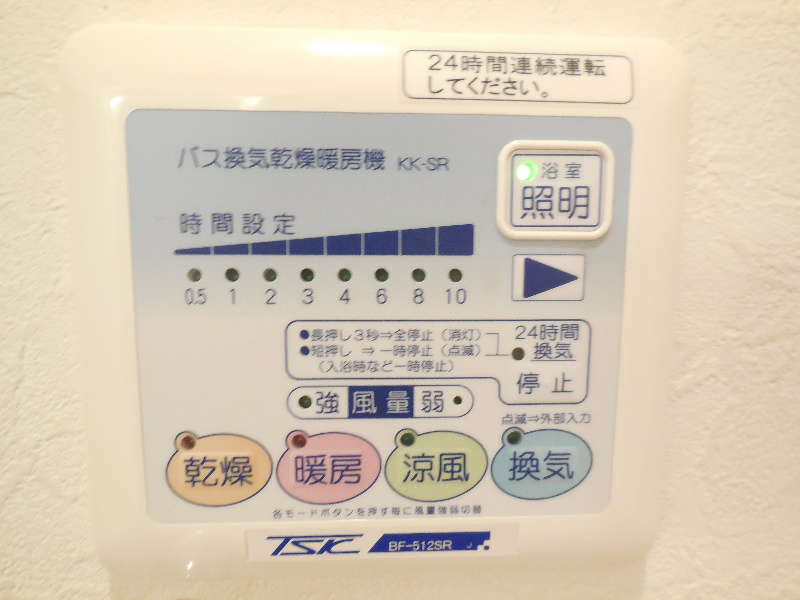 24時間連続運転
してください。
バス換気乾燥暖房機 KK-SR
浴室
照明
時間設定
0.5 1 2 3 4 6 8 10
●長押し3秒⇒全停止(消灯)
●短押し ⇒一時停止(点滅)
(入浴時など一時停止)
24時間
換気
停止
強 風量 弱
点滅⇒外部入力
乾燥 暖房 涼風 換気
各モードボタンを押す毎に風量強弱切替
TSK BF-512SR J